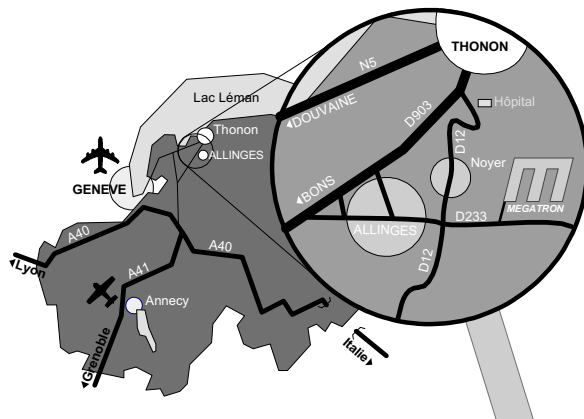 THONON
N5
Lac Léman
DOUVAINE
D903
Hôpital
Thonon
D12
ALLINGES
Noyer
GENEVE
BONS
MEGATRON
D233
ALLINGES
A40
A40
D12
Lyon
A41
Annecy
Italie
Grenoble